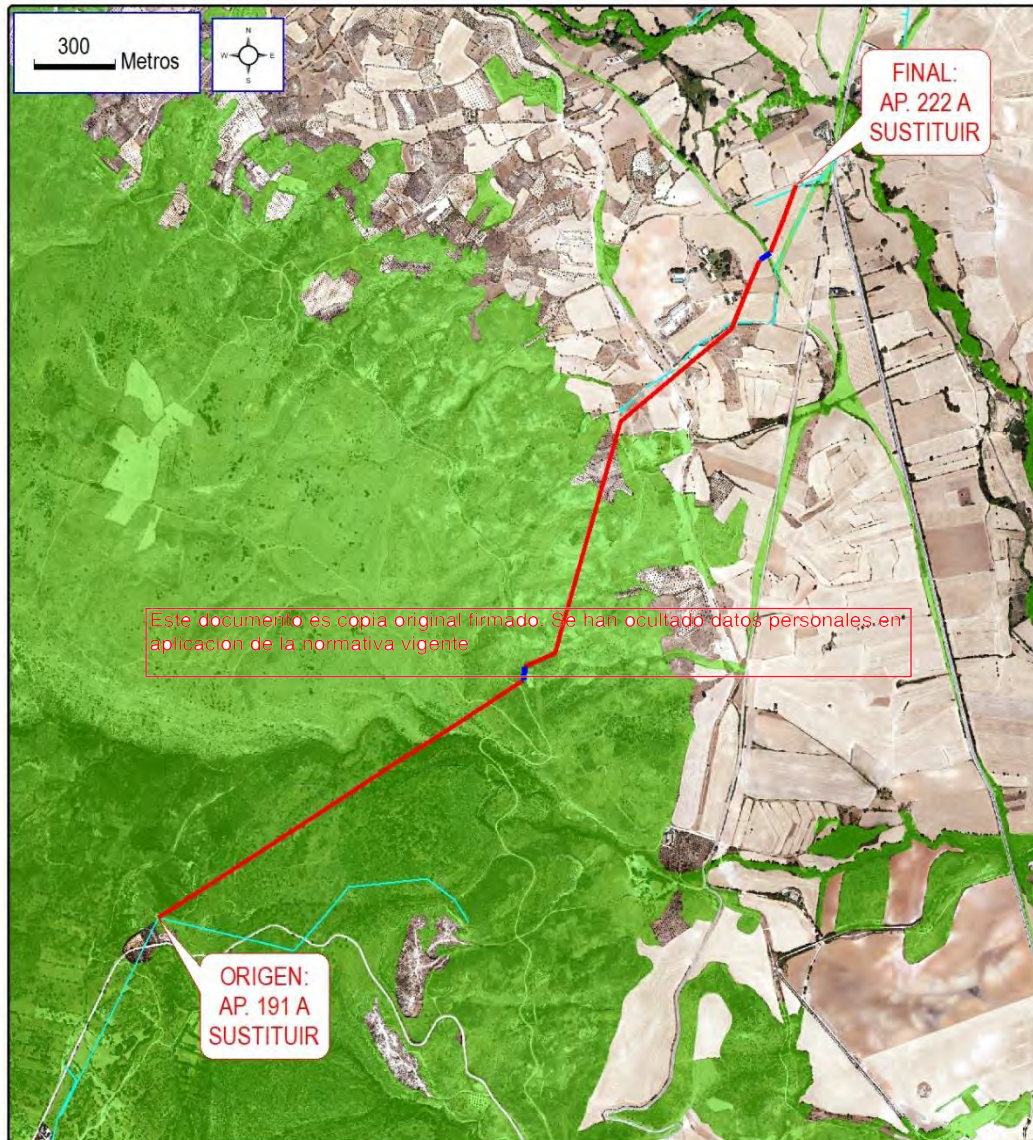 300
Metros
N
W E
S
FINAL:
AP. 222 A
SUSTITUIR
Este documento es copia original firmado. Se han ocultado datos personales en
aplicación de la normativa vigente
ORIGEN:
AP. 191 A
SUSTITUIR